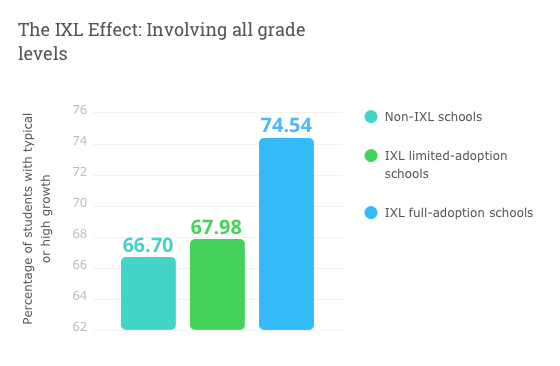 The IXL Effect: Involving all grade
levels
Percentage of students with typical
or high growth
76
74
72
70
68
66
64
62
66.70
67.98
74.54
Non-IXL schools
IXL limited-adoption
schools
IXL full-adoption schools